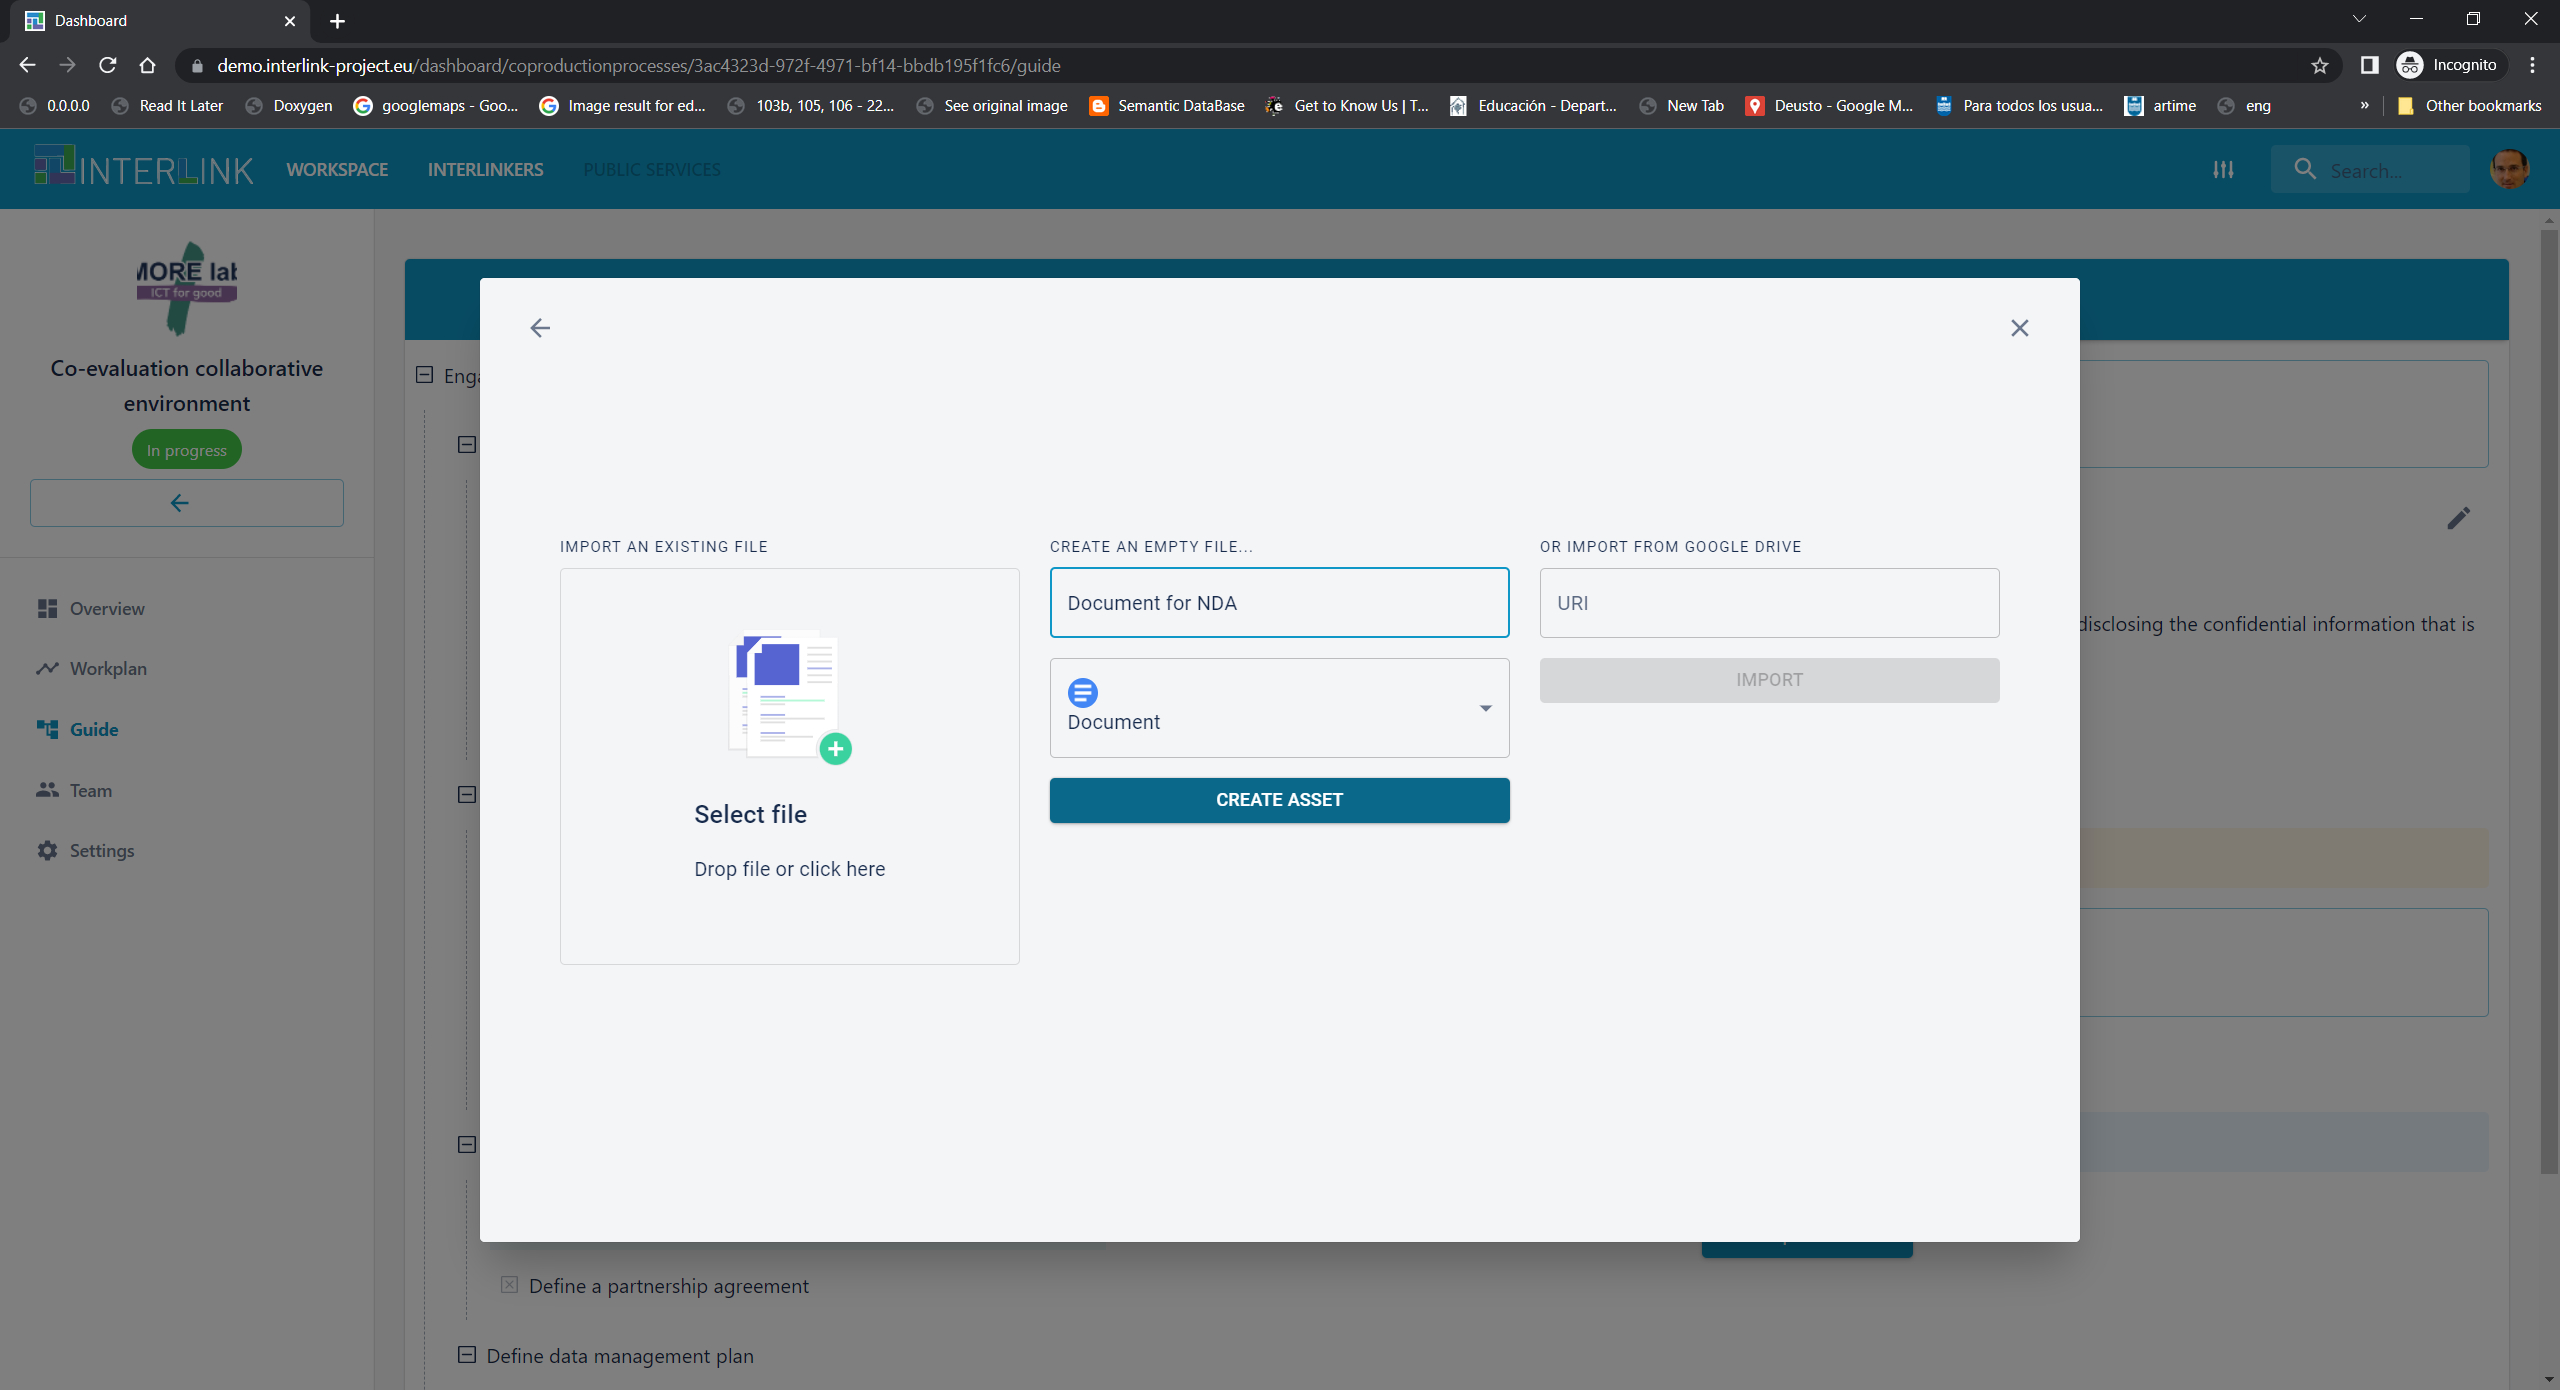 Dashboard
demo.interlink-project.eu/dashboard/coproductionprocesses/3ac4323d-972f-4971-bf14-bbdb195f1fc6/guide
Incognito
0.0.0.0 Read It Later Doxygen googlemaps - Goo... Image result for ed... 103b, 105, 106 - 22... See original image Semantic DataBase Get to Know Us | T... Educación - Depart... New Tab Deusto - Google M... Para todos los usua... artime eng » Other bookmarks
INTERLINK WORKSPACE INTERLINKERS PUBLIC SERVICES Search...
MORE lab
ICT for good
Co-evaluation collaborative
environment
In progress
Overview
Workplan
Guide
Team
Settings
Enga
IMPORT AN EXISTING FILE
Select file
Drop file or click here
CREATE AN EMPTY FILE...
Document for NDA
Document
CREATE ASSET
OR IMPORT FROM GOOGLE DRIVE
URI
IMPORT
disclosing the confidential information that is
Define a partnership agreement
Define data management plan